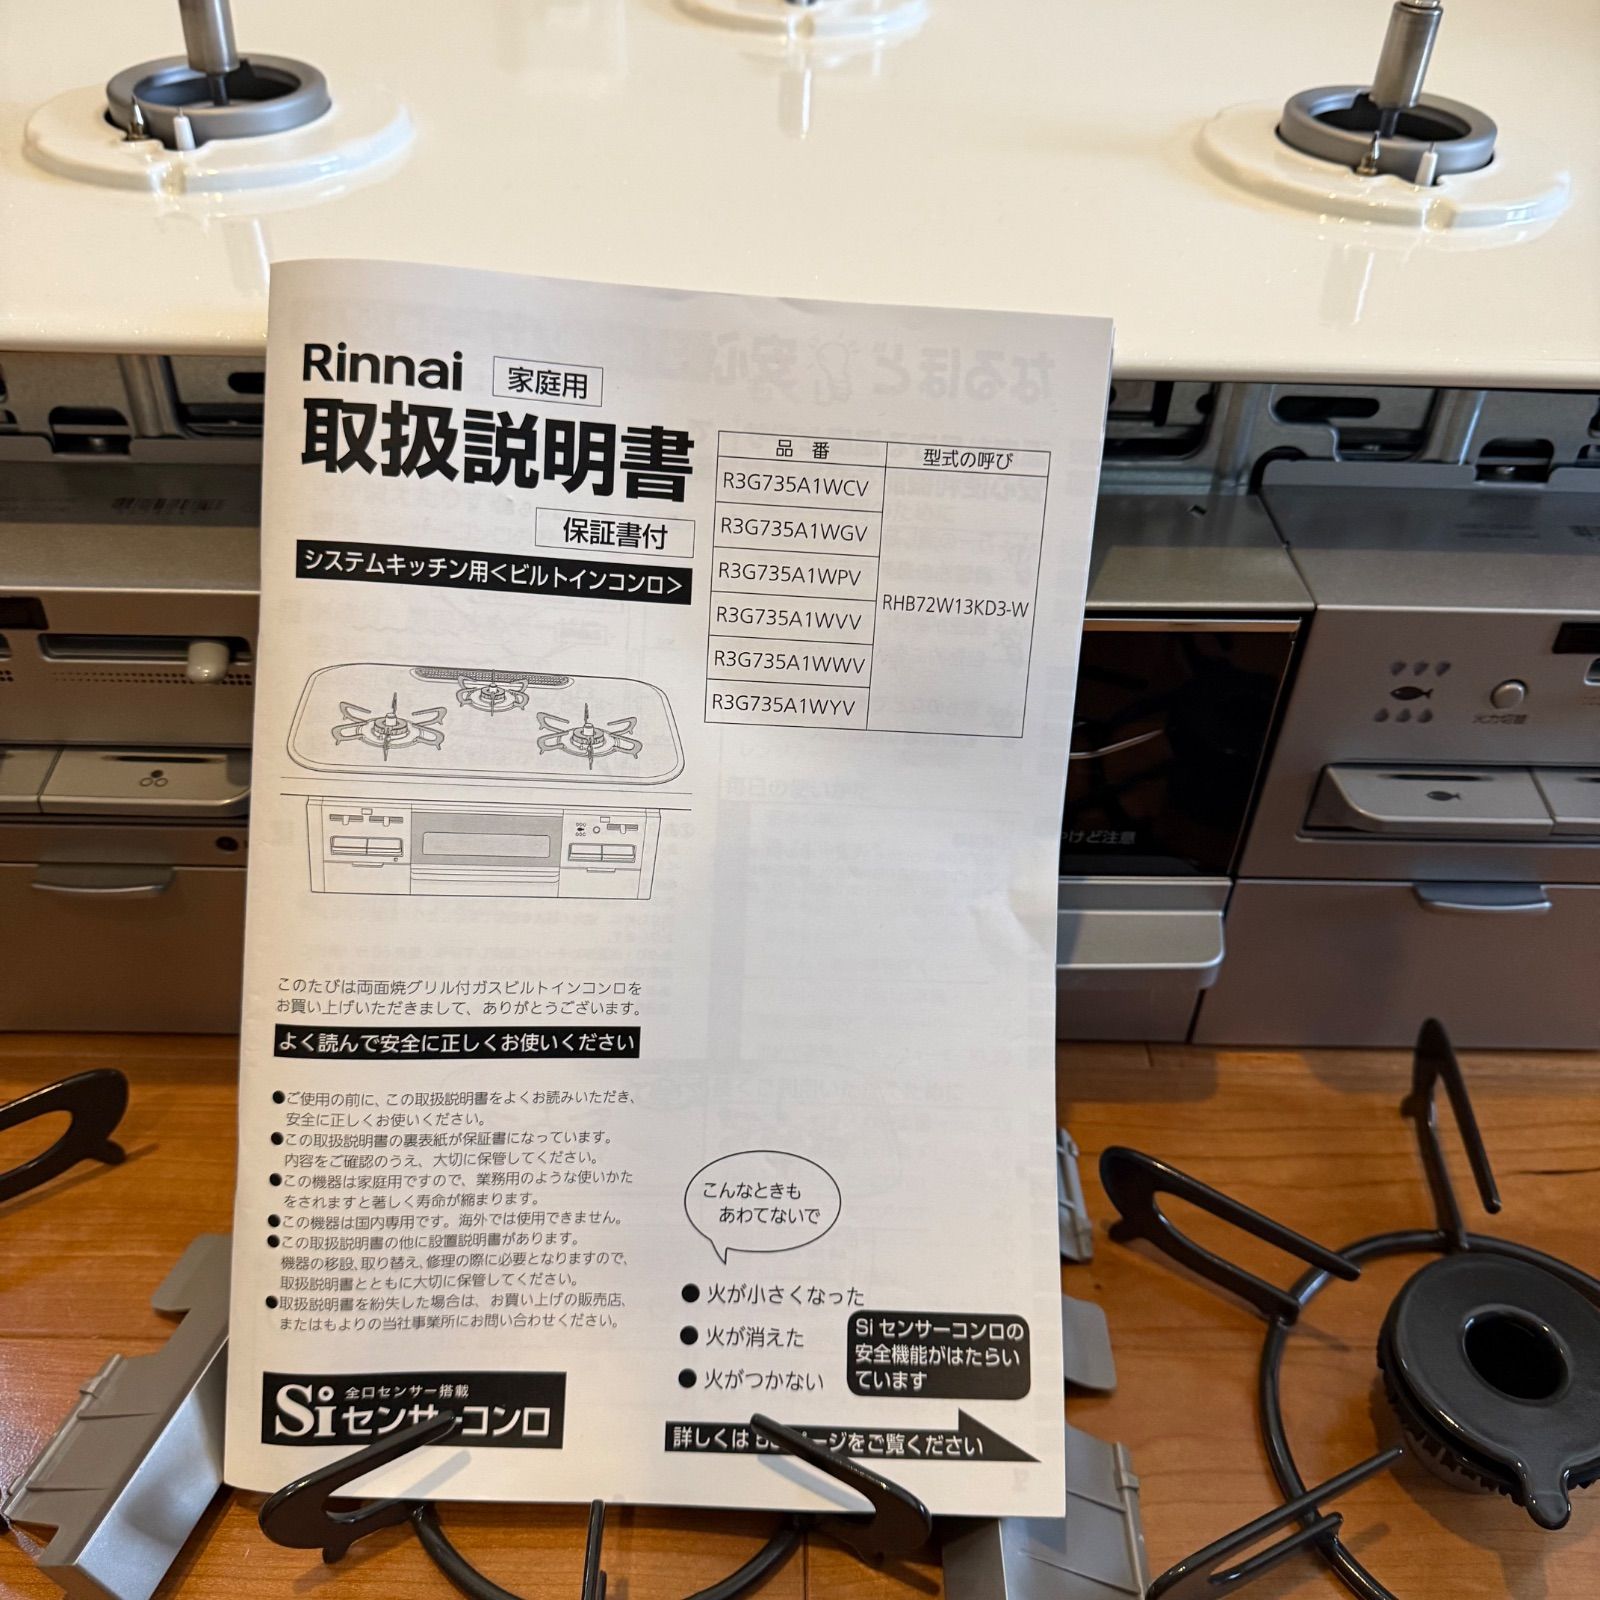 Rinnai 家庭用
取扱説明書
保証書付
システムキッチン用<ビルトインコンロ>
品 番 型式の呼び
R3G735A1WCV
R3G735A1WGV
R3G735A1WPV
R3G735A1WVV
R3G735A1WWV
R3G735A1WYV
RHB72W13KD3-W
このたびは両面焼グリル付ガスビルトインコンロを
お買い上げいただきまして、ありがとうございます。
よく読んで安全に正しくお使いください
●ご使用の前に、この取扱説明書をよくお読みいただき、
安全に正しくお使いください。
●この取扱説明書の裏表紙が保証書になっています。
内容をご確認のうえ、大切に保管してください。
●この機器は家庭用ですので、業務用のような使いかた
をされますと著しく寿命が縮まります。
●この機器は国内専用です。海外では使用できません。
●この取扱説明書の他に設置説明書があります。
機器の移設、取り替え、修理の際に必要となりますので、
取扱説明書とともに大切に保管してください。
●取扱説明書を紛失した場合は、お買い上げの販売店、
またはもよりの当社事業所にお問い合わせください。
全口センサー搭載
Siセンサーコンロ
こんなときも
あわてないで
●火が小さくなった
●火が消えた
●火がつかない
Siセンサーコンロの
安全機能がはたらい
ています
詳しくは ページをご覧ください
火力切替
けど注意